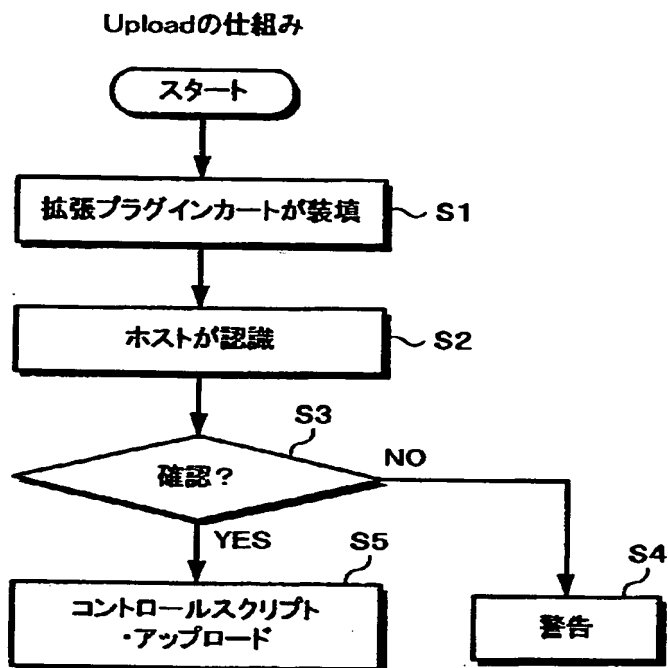 Uploadの仕組み
スタート
拡張プラグインカートが装填
S1
ホストが認識
S2
S3
確認？
NO
YES
S5
コントロールスクリプト
・アップロード
S4
警告